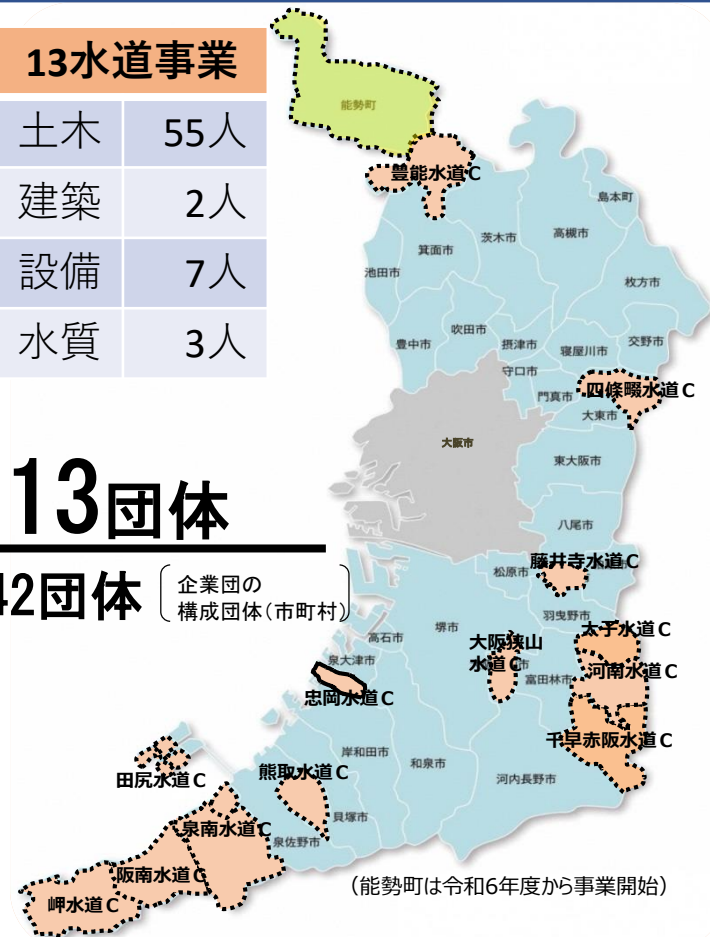 13水道事業
土木 55人
建築 2人
設備 7人
水質 3人
13団体
42団体
企業団の
構成団体(市町村)
能勢町
豊能水道C
島本町
高槻市
茨木市
箕面市
池田市
枚方市
吹田市
豊中市
摂津市
交野市
寝屋川市
守口市
門真市
四條畷水道C
大東市
大阪市
東大阪市
八尾市
藤井寺水道C
松原市
羽曳野市
太子水道C
堺市
高石市
大阪狭山
水道C
河南水道C
富田林市
泉大津市
忠岡水道C
千早赤阪水道C
岸和田市
和泉市
熊取水道C
田尻水道C
河内長野市
貝塚市
泉南水道C
泉佐野市
阪南水道C
岬水道C
(能勢町は令和6年度から事業開始)